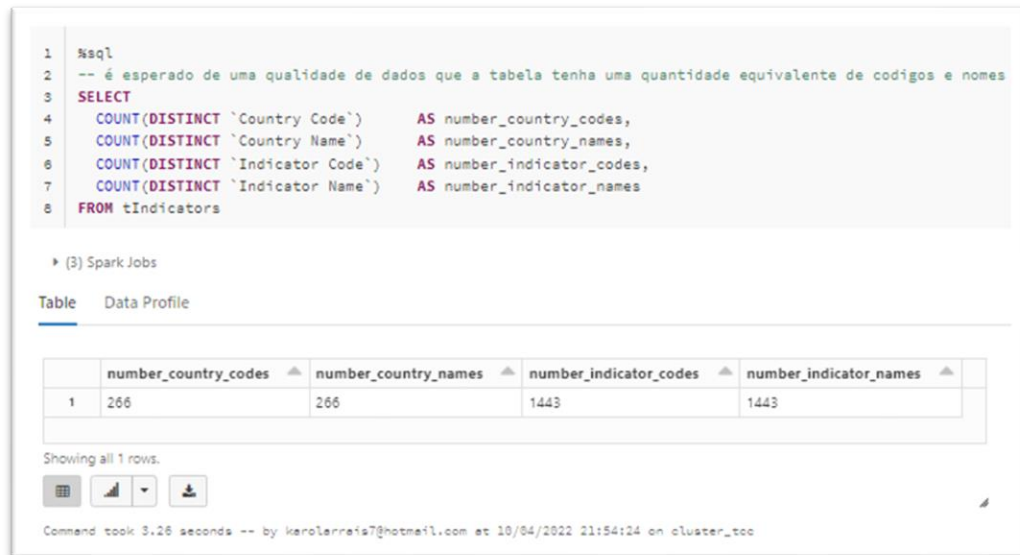 1 %sql
2 -- é esperado de uma qualidade de dados que a tabela tenha uma quantidade equivalente de codigos e nomes
3 SELECT
4 COUNT(DISTINCT `Country Code`) AS number_country_codes,
5 COUNT(DISTINCT `Country Name`) AS number_country_names,
6 COUNT(DISTINCT `Indicator Code`) AS number_indicator_codes,
7 COUNT(DISTINCT `Indicator Name`) AS number_indicator_names
8 FROM tIndicators
(3) Spark Jobs
Table Data Profile
number_country_codes number_country_names number_indicator_codes number_indicator_names
1 266 266 1443 1443
Showing all 1 rows.
Command took 3.26 seconds -- by karolarrais7@hotmail.com at 10/04/2022 21:54:24 on cluster_tcc